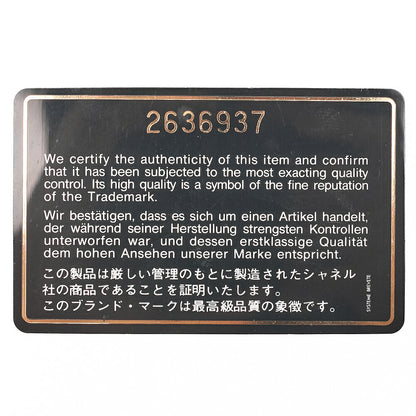 2636937
We certify the authenticity of this item and confirm
that it has been subjected to the most exacting quality
control. Its high quality is a symbol of the fine reputation
of the Trademark.
Wir bestätigen, dass es sich um einen Artikel handelt,
der während seiner Herstellung strengsten Kontrollen
unterworfen war, und dessen erstklassige Qualität
dem hohen Ansehen unserer Marke entspricht.
この製品は厳しい管理のもとに製造されたシャネル
社の商品であることを証明いたします。
このブランド・マークは最高級品質の象徴です。